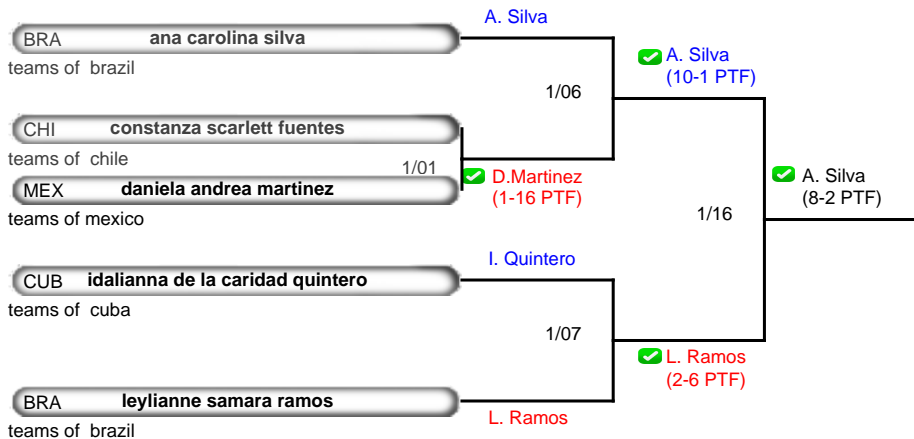 A. Silva
BRA ana carolina silva
teams of brazil
A. Silva
(10-1 PTF)
1/06
CHI constanza scarlett fuentes
teams of chile
1/01
MEX daniela andrea martinez
teams of mexico
D.Martinez
(1-16 PTF)
A. Silva
(8-2 PTF)
1/16
I. Quintero
CUB idalianna de la caridad quintero
teams of cuba
1/07
L. Ramos
(2-6 PTF)
BRA leylianne samara ramos
teams of brazil
L. Ramos